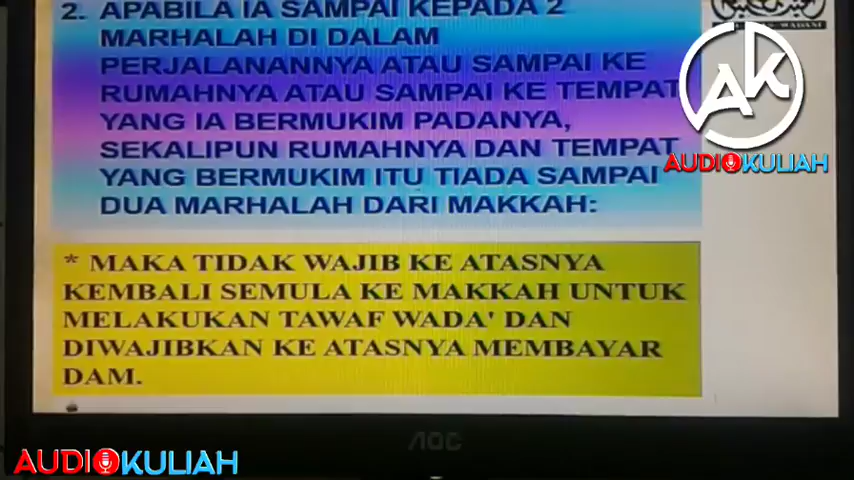 2. APABILA IA SAMPAI KEPADA 2
MARHALAH DI DALAM
PERJALANANNYA ATAU SAMPAI KE
RUMAHNYA ATAU SAMPAI KE TEMPAT
YANG IA BERMUKIM PADANYA,
SEKALIPUN RUMAHNYA DAN TEMPAT
YANG BERMUKIM ITU TIADA SAMPAI
DUA MARHALAH DARI MAKKAH:
* MAKA TIDAK WAJIB KE ATASNYA
KEMBALI SEMULA KE MAKKAH UNTUK
MELAKUKAN TAWAF WADA' DAN
DIWAJIBKAN KE ATASNYA MEMBAYAR
DAM.
AK
AUDIOKULIAH
AOC
AUDIOKULIAH